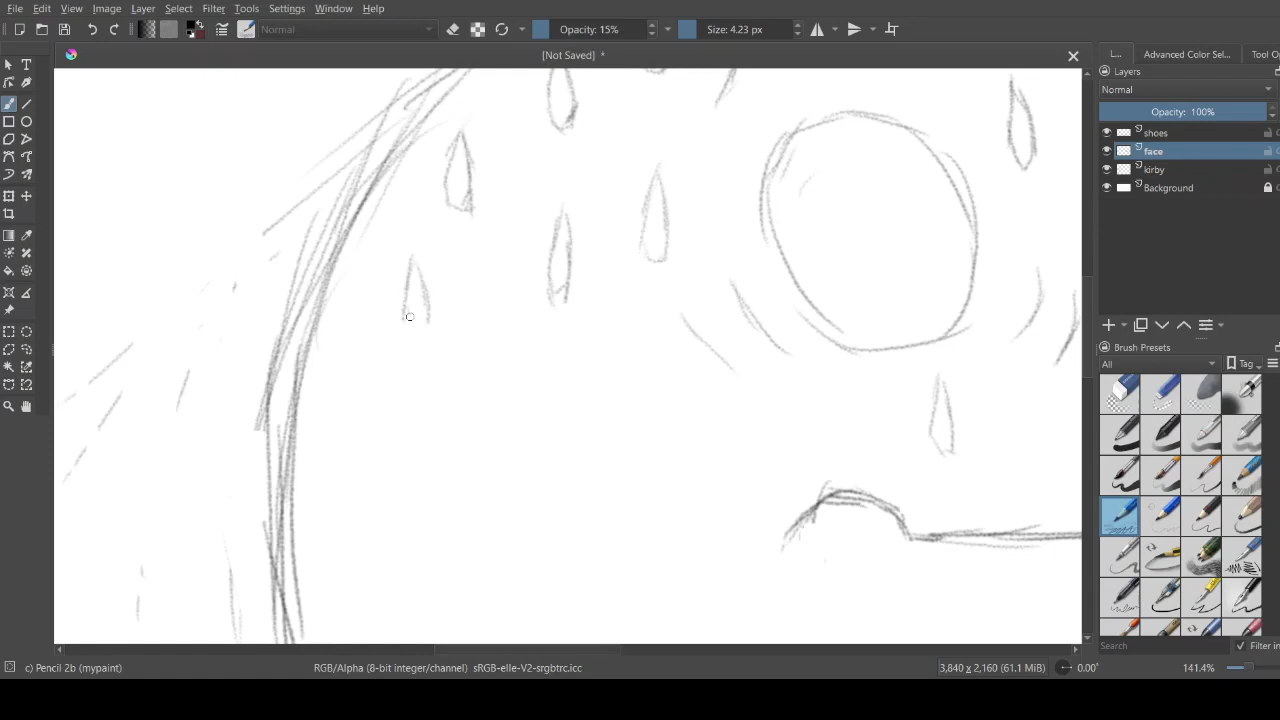 File Edit View Image Layer Select Filter Tools Settings Window Help
Normal Opacity: 15% Size: 4.23 px
[Not Saved] *
Advanced Color Sel... Tool Op
Layers
Normal
Opacity: 100%
shoes
face
kirby
Background
Brush Presets
All Tag
Search Filter in
c) Pencil 2b (mypaint) RGB/Alpha (8-bit integer/channel) sRGB-elle-V2-srgbtrc.icc 3,840 x 2,160 (61.1 MiB) 0.00° 141.4%